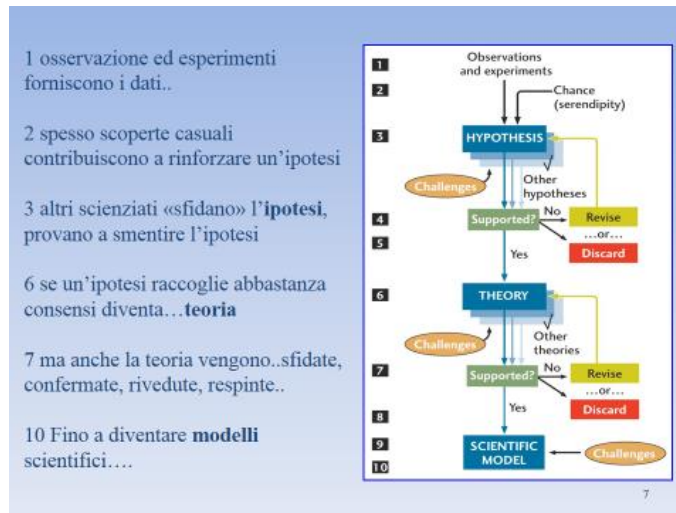 1 osservazione ed esperimenti
forniscono i dati..
2 spesso scoperte casuali
contribuiscono a rinforzare un'ipotesi
3 altri scienziati «sfidano» l'ipotesi,
provano a smentire l'ipotesi
6 se un'ipotesi raccoglie abbastanza
consensi diventa…teoria
7 ma anche la teoria vengono..sfidate,
confermate, rivedute, respinte..
10 Fino a diventare modelli
scientifici….
1
Observations
and experiments
2
Chance
(serendipity)
3
HYPOTHESIS
Challenges
Other
hypotheses
4
Supported?
No
Revise
…or…
5
Discard
Yes
6
THEORY
Challenges
Other
theories
7
Supported?
No
Revise
…or…
Discard
Yes
8
9
SCIENTIFIC
MODEL
Challenges
10
7